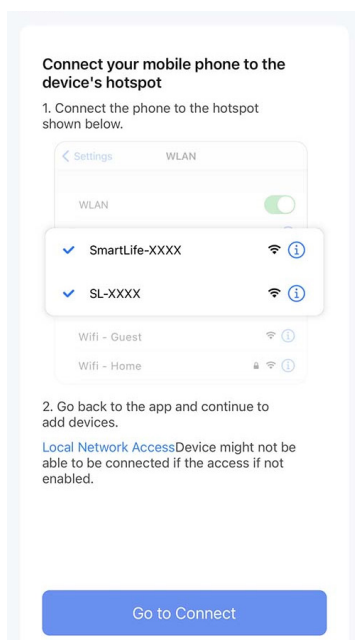 Connect your mobile phone to the
device's hotspot
1. Connect the phone to the hotspot
shown below.
Settings WLAN
WLAN
SmartLife-XXXX
SL-XXXX
Wifi - Guest
Wifi - Home
2. Go back to the app and continue to
add devices.
Local Network AccessDevice might not be
able to be connected if the access if not
enabled.
Go to Connect